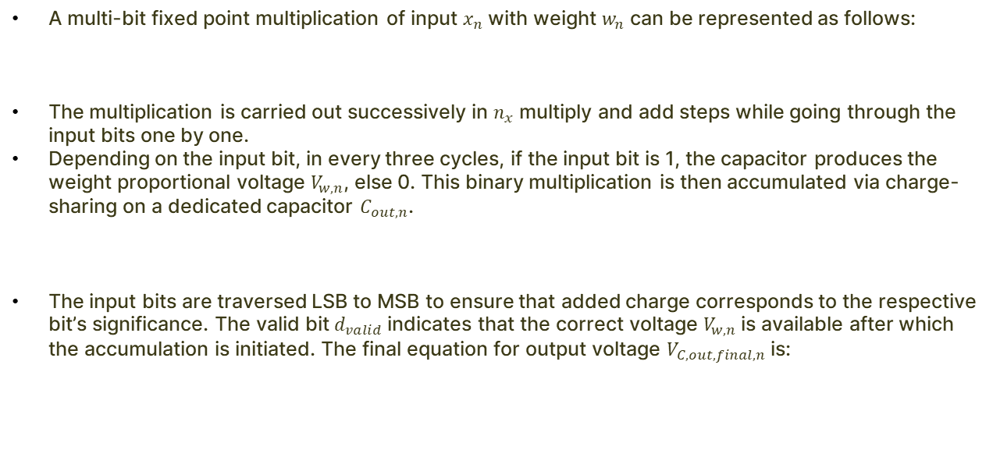 • A multi-bit fixed point multiplication of input xₙ with weight wₙ can be represented as follows:
• The multiplication is carried out successively in nₓ multiply and add steps while going through the
input bits one by one.
• Depending on the input bit, in every three cycles, if the input bit is 1, the capacitor produces the
weight proportional voltage V_{w,n}, else 0. This binary multiplication is then accumulated via charge-
sharing on a dedicated capacitor C_{out,n}.
• The input bits are traversed LSB to MSB to ensure that added charge corresponds to the respective
bit’s significance. The valid bit d_{valid} indicates that the correct voltage V_{w,n} is available after which
the accumulation is initiated. The final equation for output voltage V_{C,out,final,n} is: